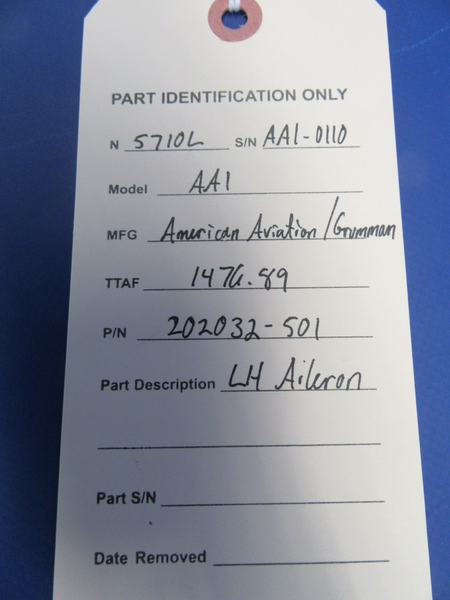 PART IDENTIFICATION ONLY
N 5710L S/N AA1-0110
Model AA1
MFG American Aviation/Grumman
TTAF 1476.89
P/N 202032-501
Part Description LH Aileron
Part S/N
Date Removed